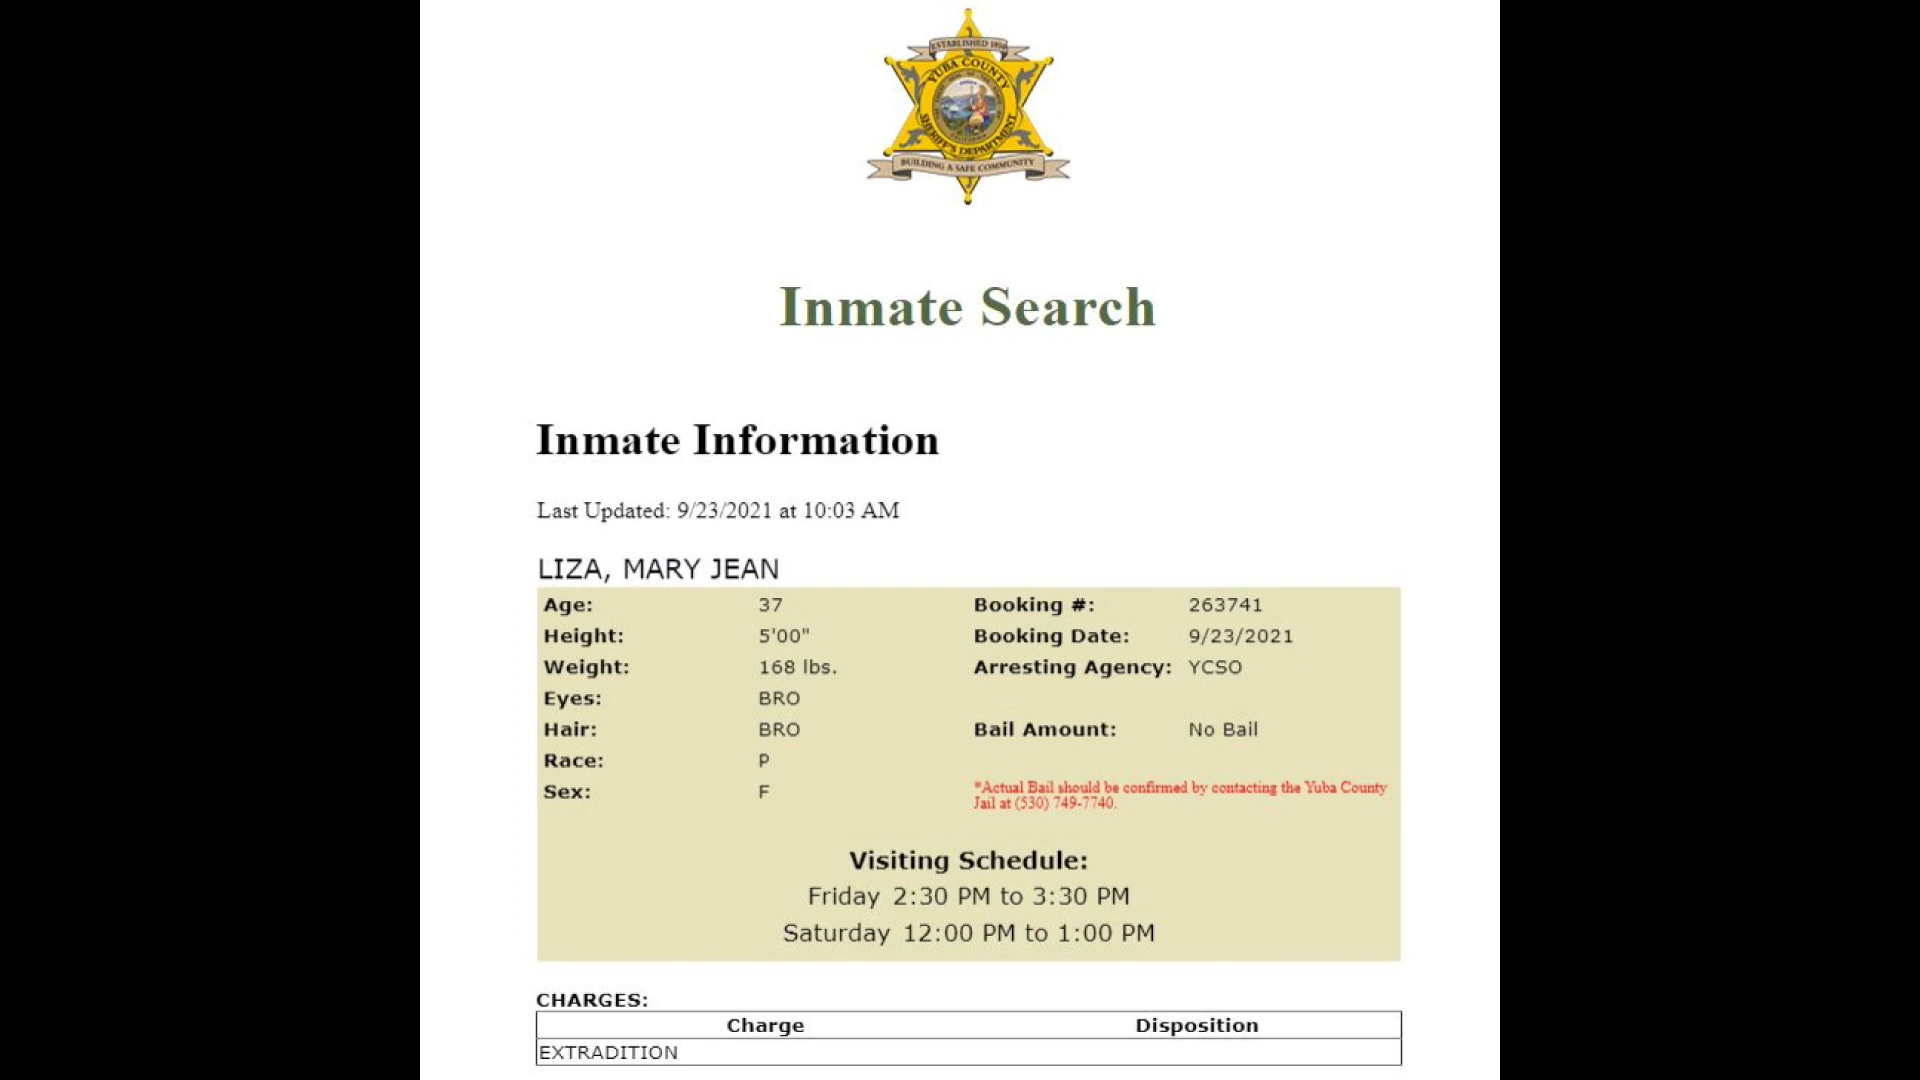 ESTABLISHED 1850
YUBA COUNTY
SHERIFF'S DEPARTMENT
BUILDING A SAFE COMMUNITY
Inmate Search
Inmate Information
Last Updated: 9/23/2021 at 10:03 AM
LIZA, MARY JEAN
Age: 37 Booking #: 263741
Height: 5'00" Booking Date: 9/23/2021
Weight: 168 lbs. Arresting Agency: YCSO
Eyes: BRO
Hair: BRO Bail Amount: No Bail
Race: P
Sex: F
*Actual Bail should be confirmed by contacting the Yuba County
Jail at (530) 749-7740.
Visiting Schedule:
Friday 2:30 PM to 3:30 PM
Saturday 12:00 PM to 1:00 PM
CHARGES:
Charge Disposition
EXTRADITION